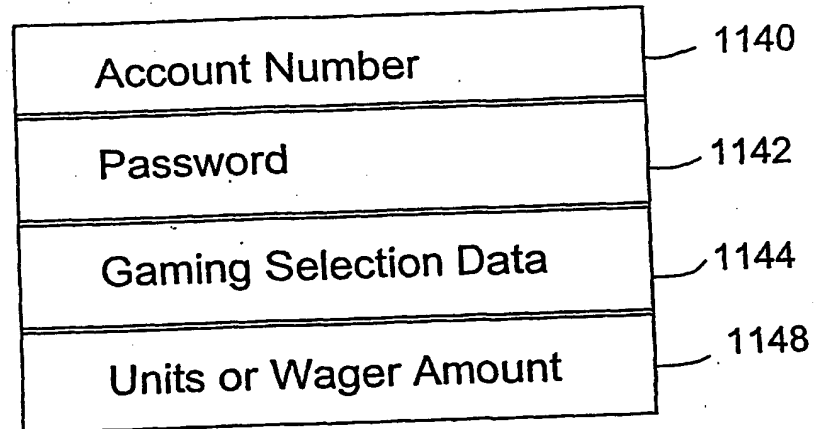 Account Number 1140
Password 1142
Gaming Selection Data 1144
Units or Wager Amount 1148